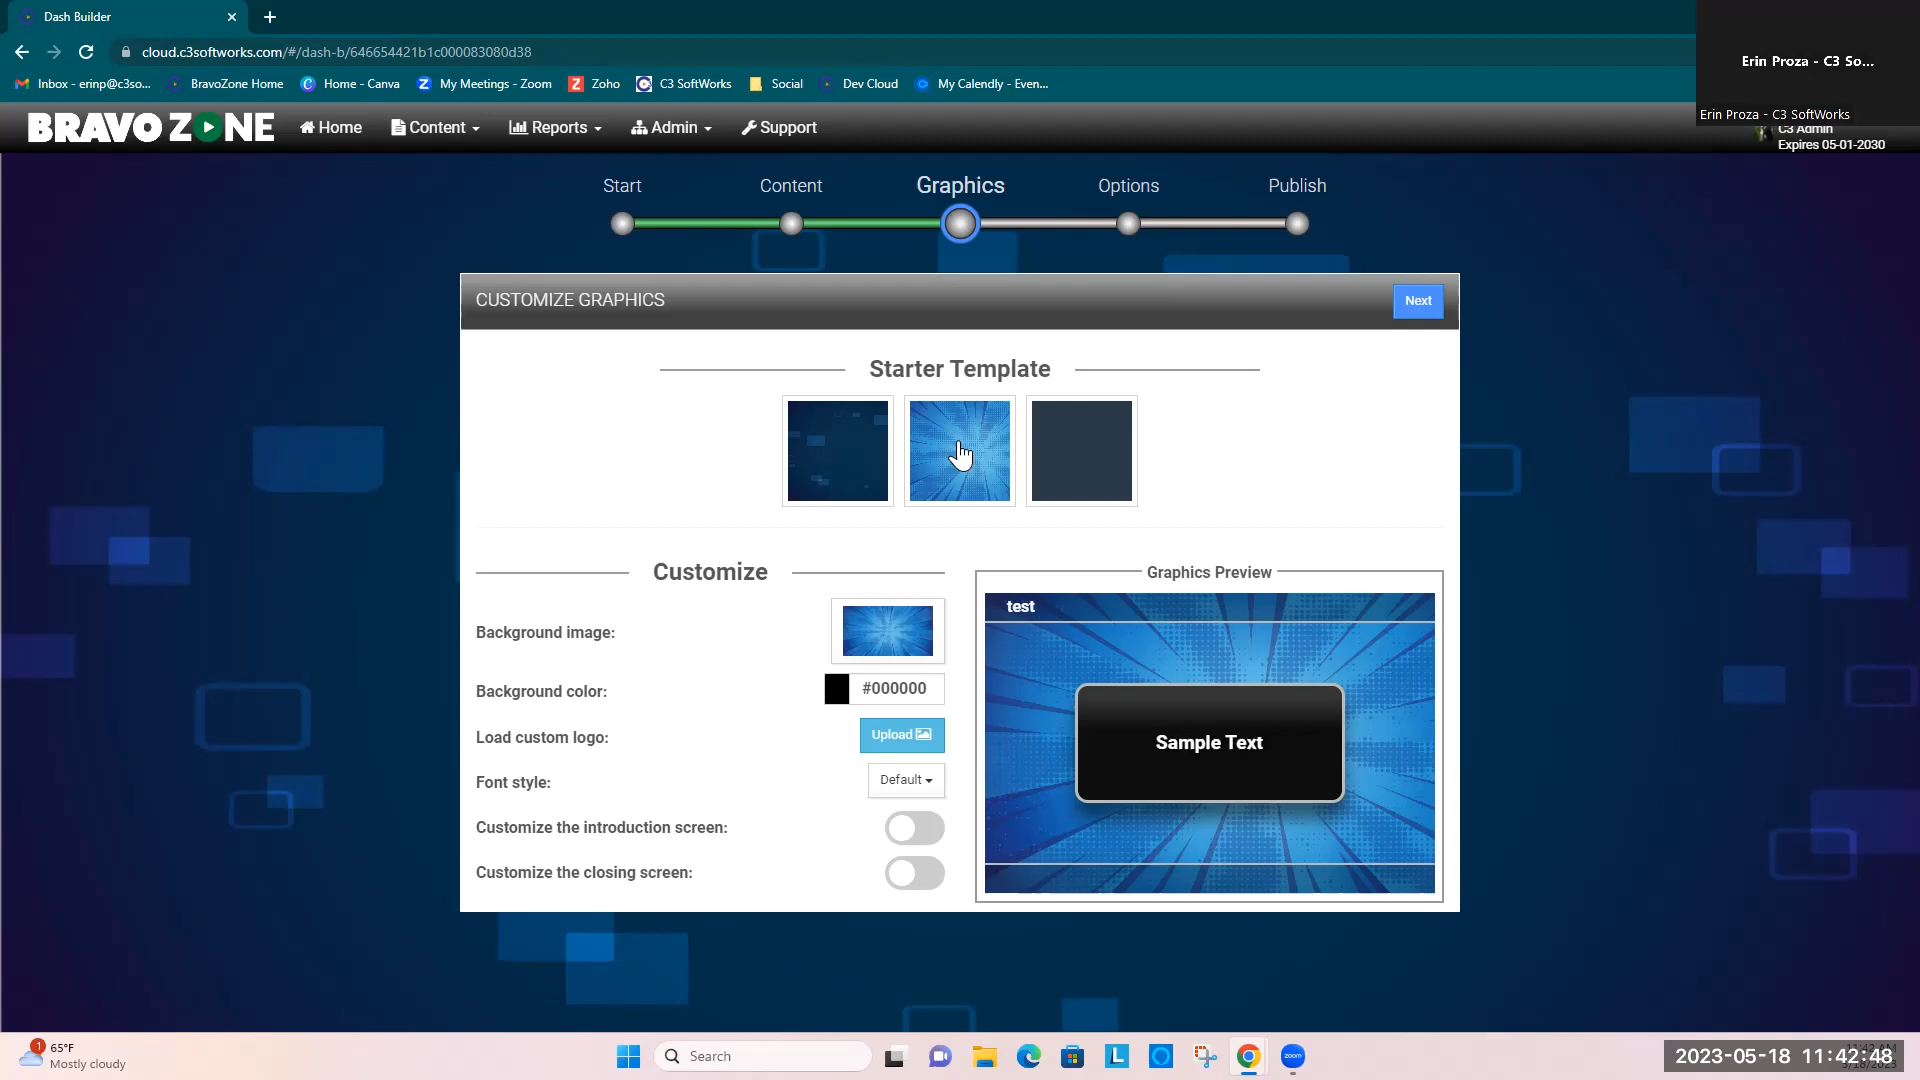 Dash Builder
cloud.c3softworks.com/#/dash-b/646654421b1c000083080d38
Inbox - erinp@c3so...
BravoZone Home
Home - Canva
My Meetings - Zoom
Zoho
C3 SoftWorks
Social
Dev Cloud
My Calendly - Even...
Erin Proza - C3 So...
Erin Proza - C3 SoftWorks
BRAVO ZONE
Home
Content
Reports
Admin
Support
C3 Admin
Expires 05-01-2030
Start
Content
Graphics
Options
Publish
CUSTOMIZE GRAPHICS
Next
Starter Template
Customize
Background image:
Background color:
#000000
Load custom logo:
Upload
Font style:
Default
Customize the introduction screen:
Customize the closing screen:
Graphics Preview
test
Sample Text
1
65°F
Mostly cloudy
Search
L
zoom
2023-05-18 11:42:48